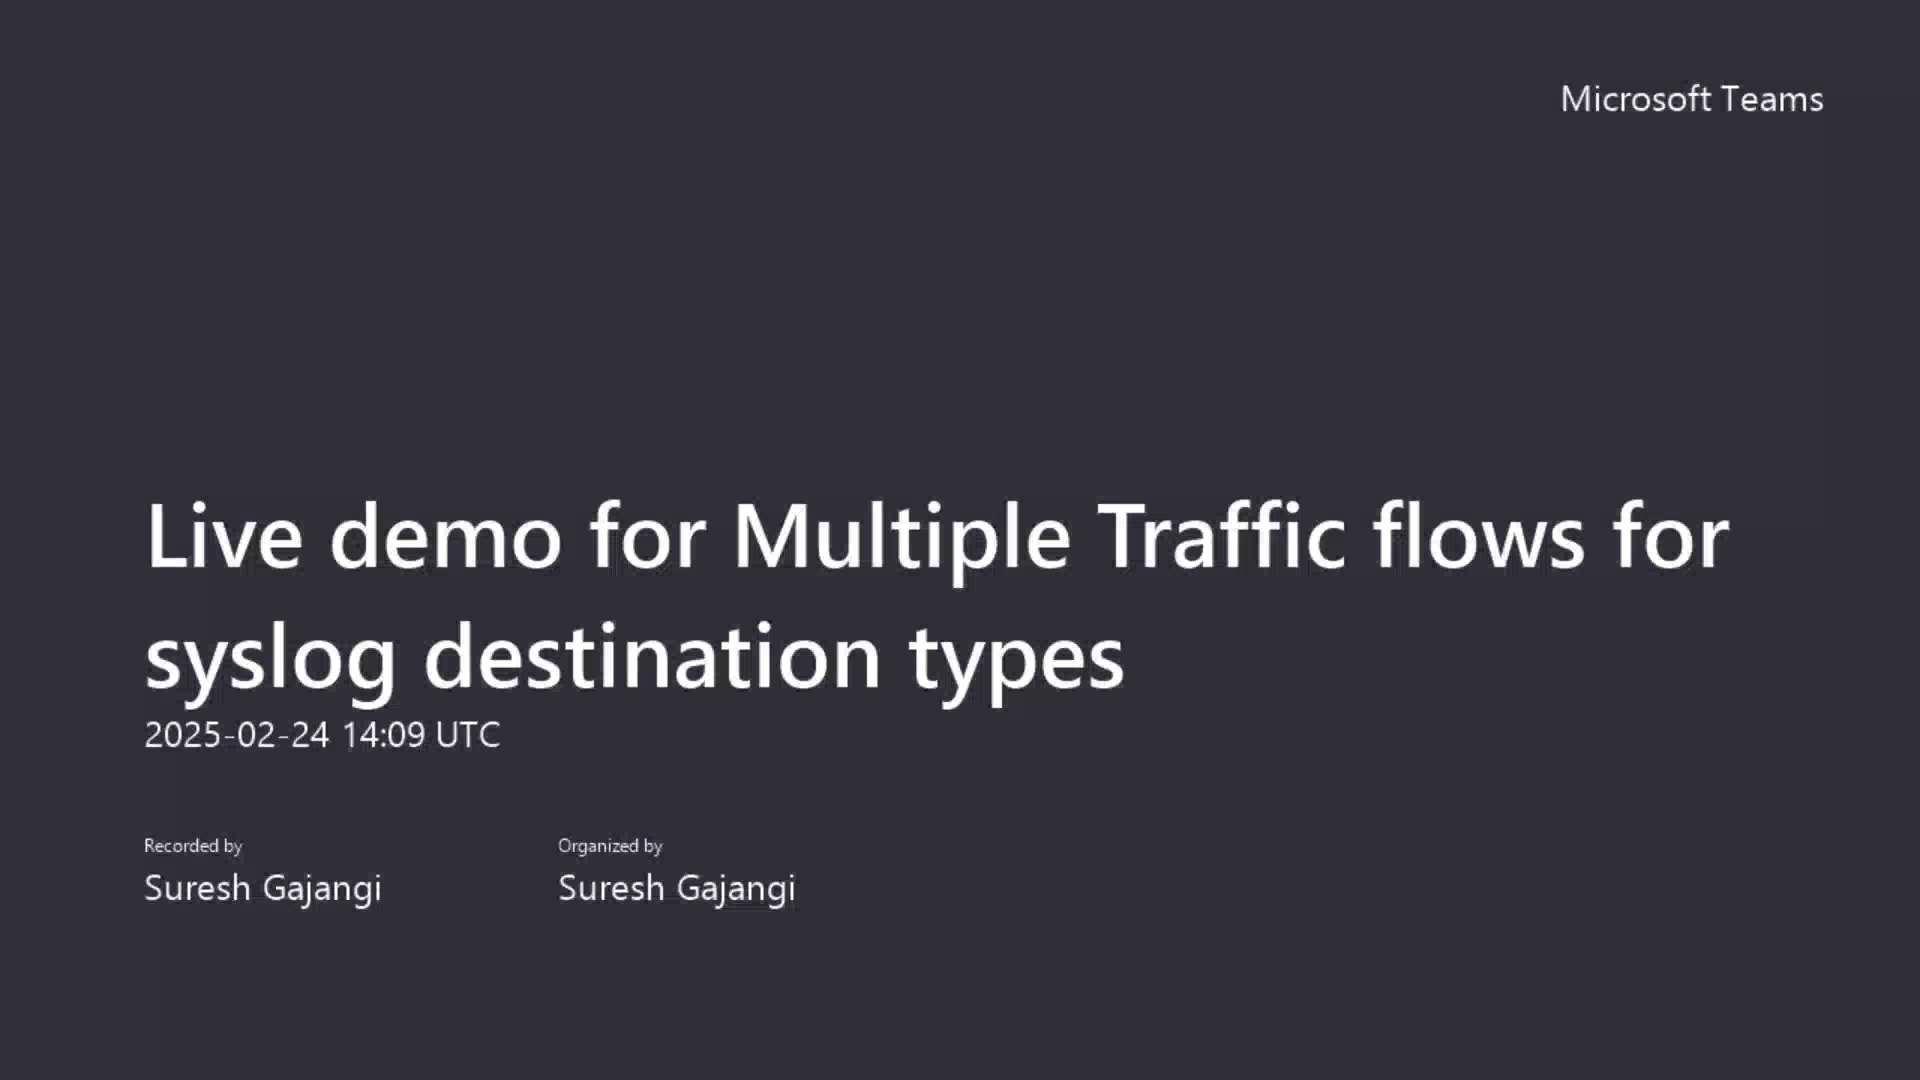 Microsoft Teams
Live demo for Multiple Traffic flows for
syslog destination types
2025-02-24 14:09 UTC
Recorded by
Suresh Gajangi
Organized by
Suresh Gajangi